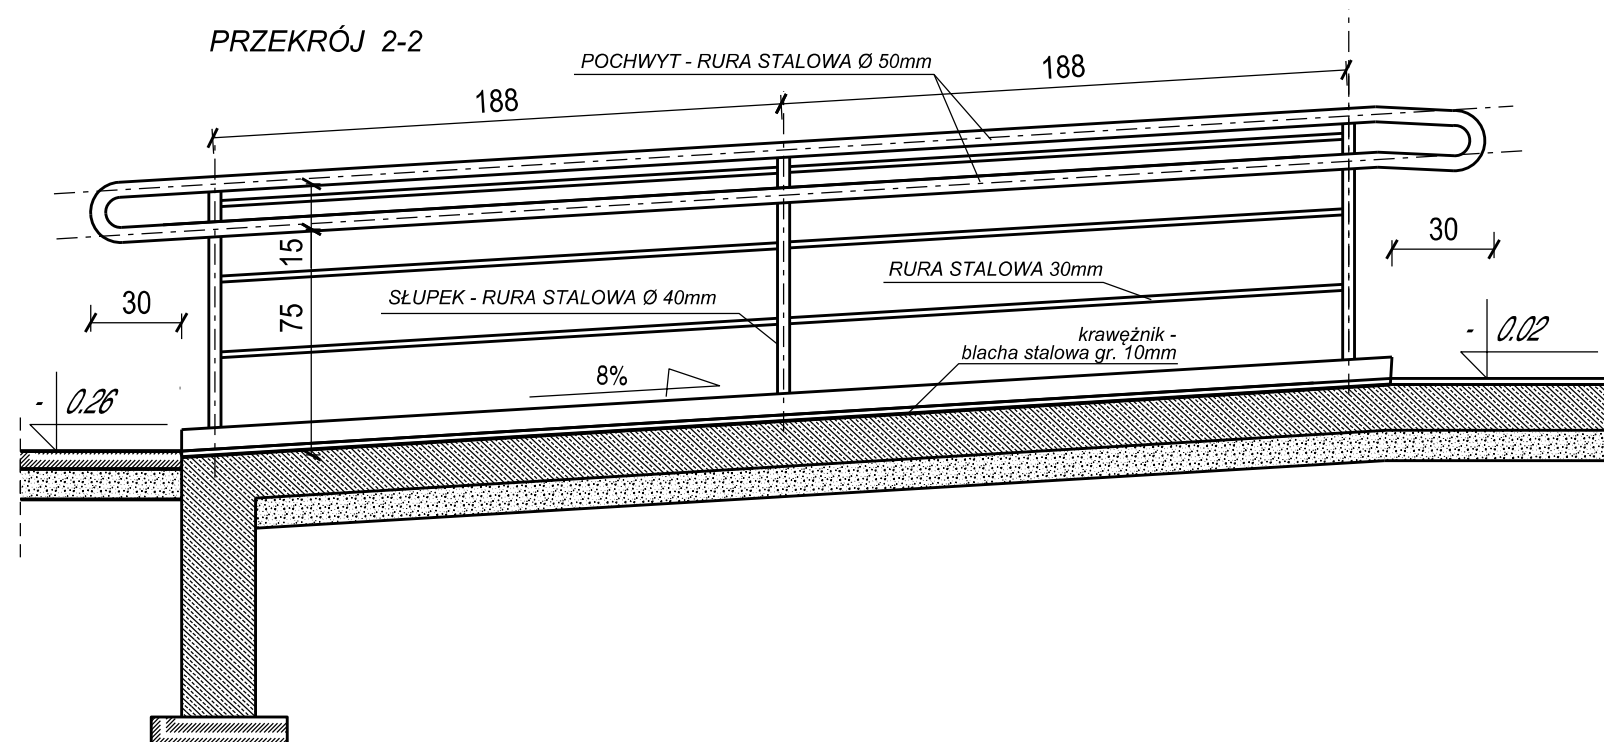 PRZEKRÓJ 2-2
POCHWYT - RURA STALOWA Ø 50mm
188
188
15
75
30
30
SŁUPEK - RURA STALOWA Ø 40mm
RURA STALOWA 30mm
krawężnik -
blacha stalowa gr. 10mm
8%
- 0.26
- 0.02